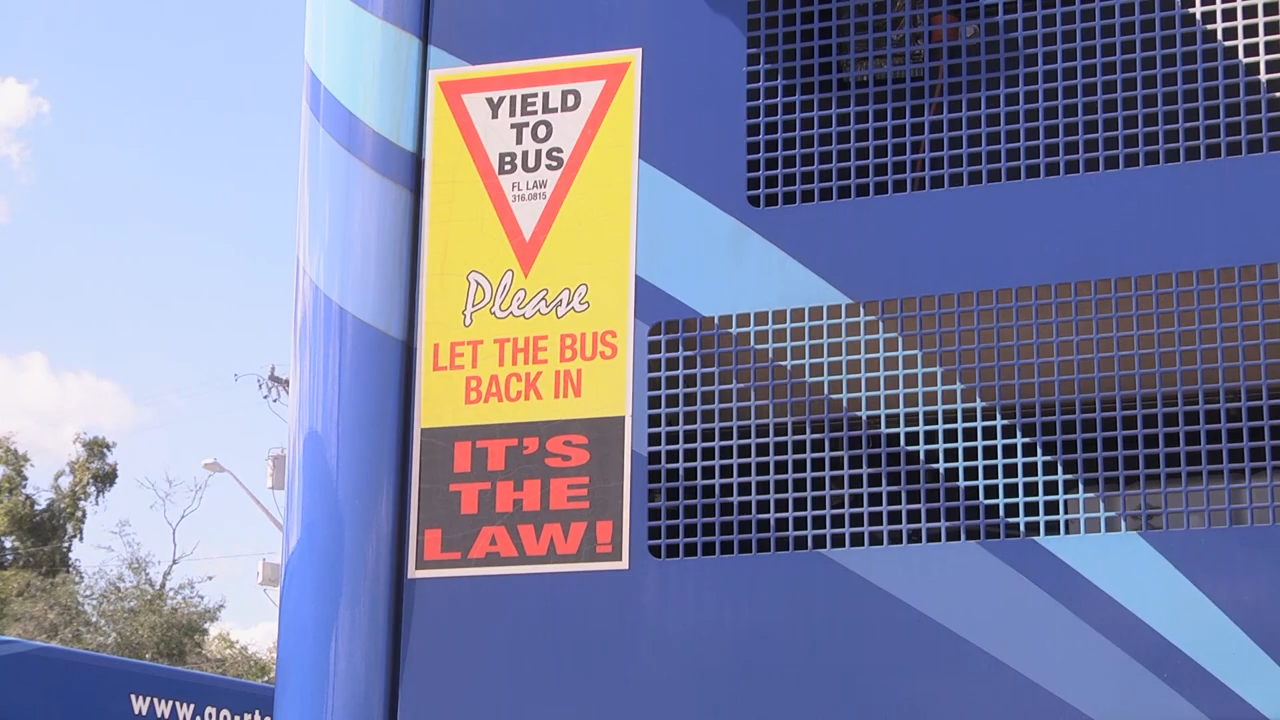 YIELD
TO
BUS
FL LAW
316.0815
Please
LET THE BUS
BACK IN
IT'S
THE
LAW!